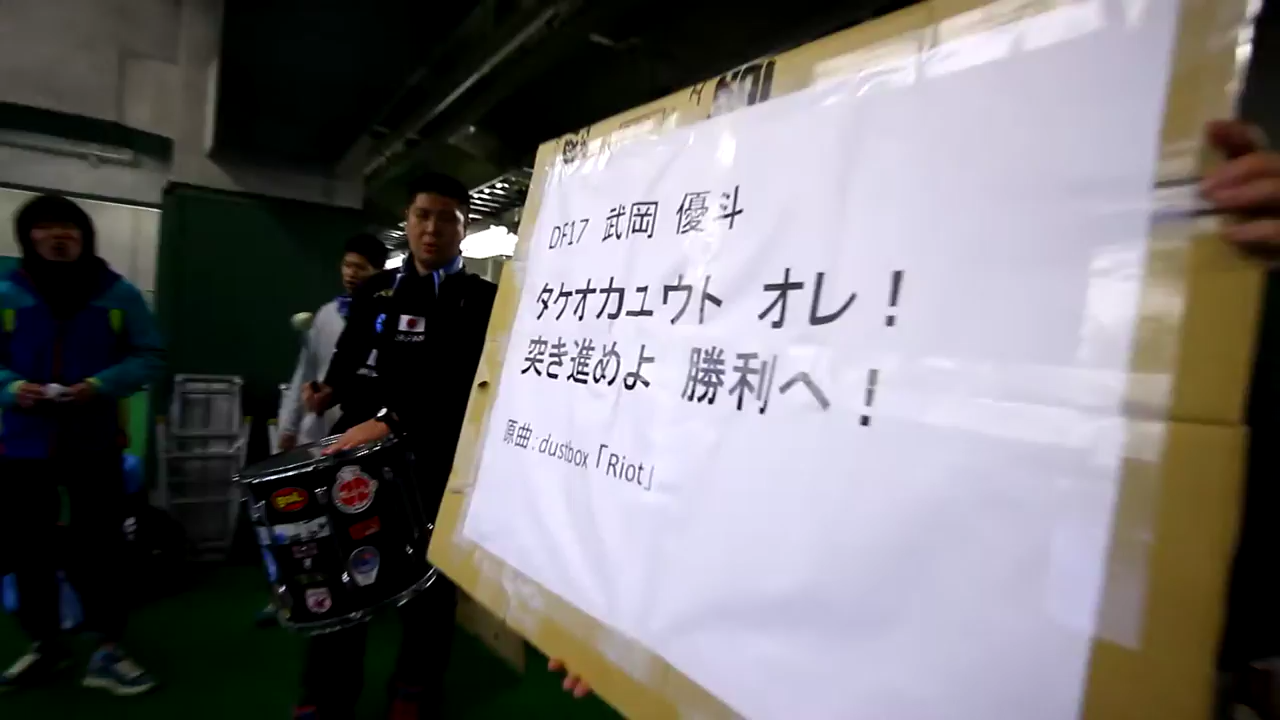 DF17 武岡 優斗
タケオカユウト オレ！
突き進めよ 勝利へ！
原曲：dustbox「Riot」